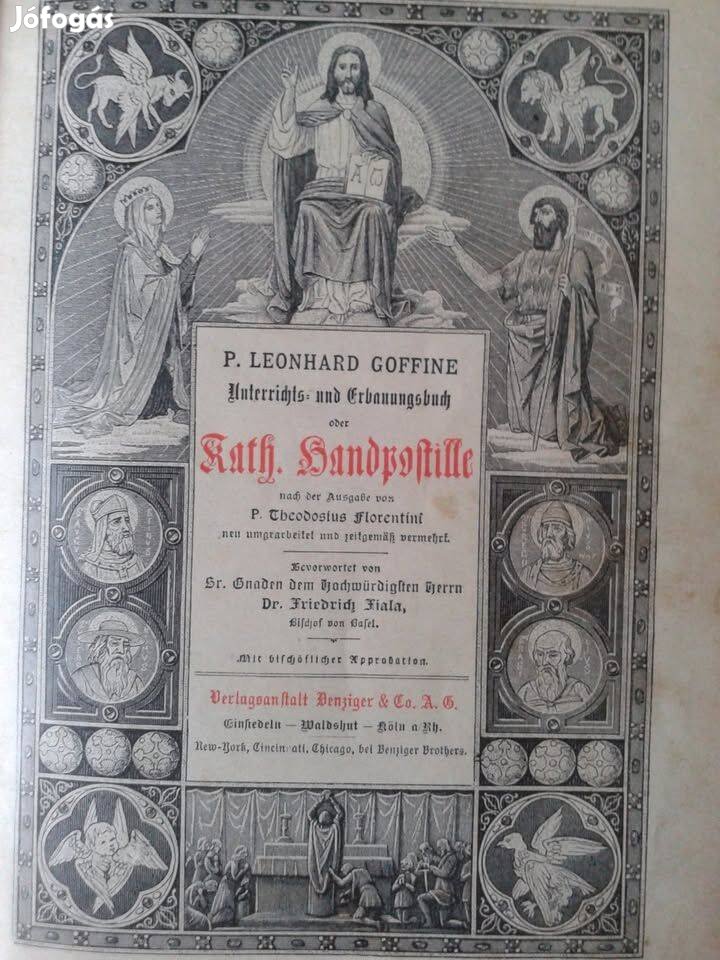 Jófogás
A Ω
P. LEONHARD GOFFINE
Unterrichts- und Erbauungsbuch
oder
Kath. Handpostille
nach der Ausgabe von
P. Theodosius Florentini
neu umgearbeitet und zeitgemäß vermehrt.
Bevorwortet von
Sr. Gnaden dem Hochwürdigsten Herrn
Dr. Friedrich Fiala,
Bischof von Basel.
Mit bischöflicher Approbation.
Verlagsanstalt Benziger & Co. A. G.
Einsiedeln — Waldshut — Köln a/Rh.
New-York, Cincinnati, Chicago, bei Benziger Brothers.